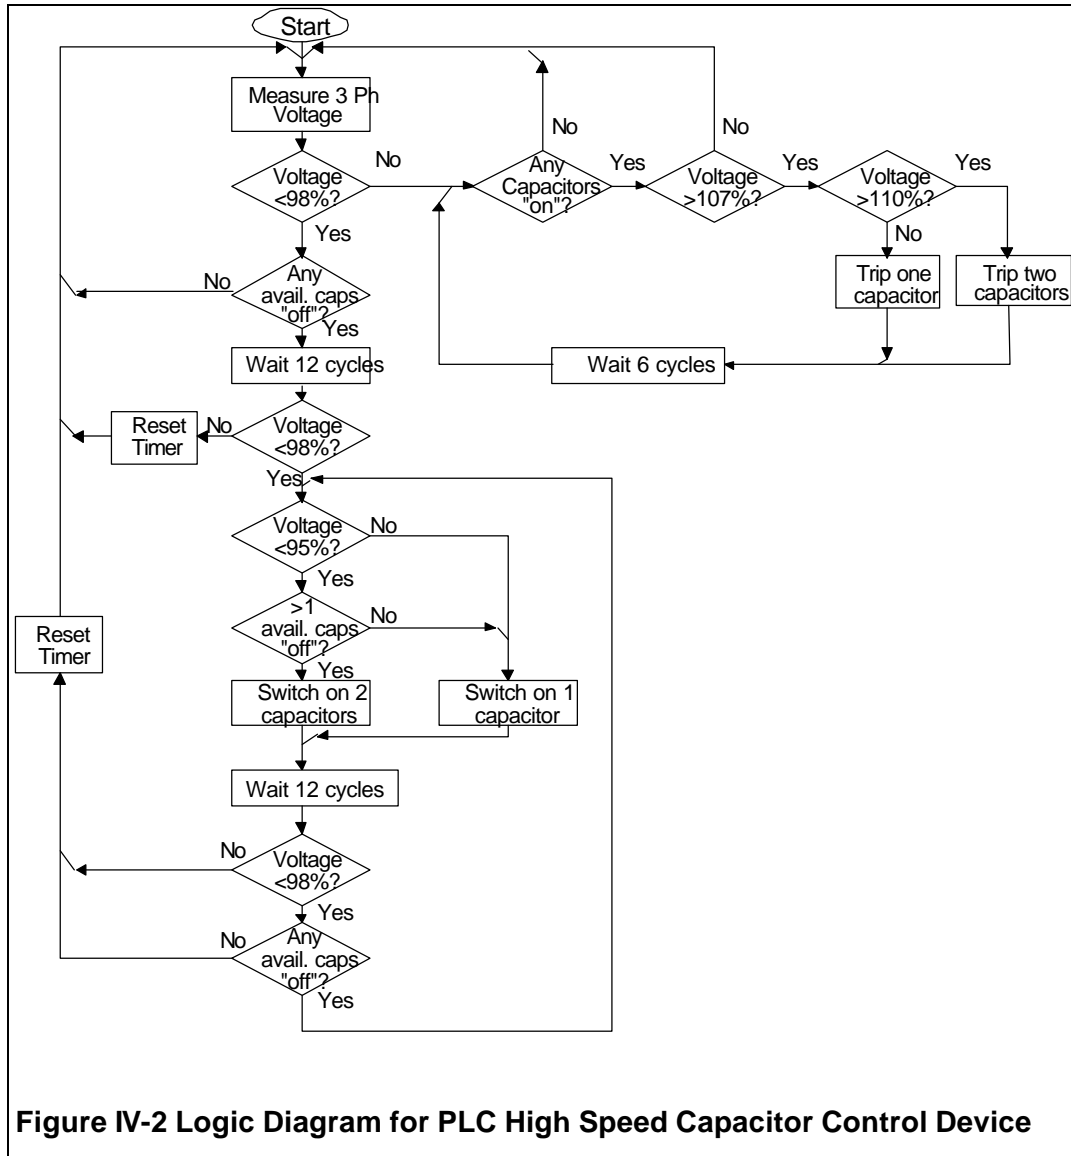 Start
Measure 3 Ph
Voltage
No
No
No
Voltage
<98%?
Any
Capacitors
"on"?
Yes
Voltage
>107%?
Yes
Voltage
>110%?
Yes
Yes
No
No
Any
avail. caps
"off"?
Trip one
capacitor
Trip two
capacitors
Yes
Wait 12 cycles
Wait 6 cycles
Reset
Timer
No
Voltage
<98%?
Yes
Voltage
<95%?
No
Yes
>1
avail. caps
"off"?
No
Reset
Timer
Yes
Switch on 2
capacitors
Switch on 1
capacitor
Wait 12 cycles
No
Voltage
<98%?
Yes
No
Any
avail. caps
"off"?
Yes
Figure IV-2 Logic Diagram for PLC High Speed Capacitor Control Device